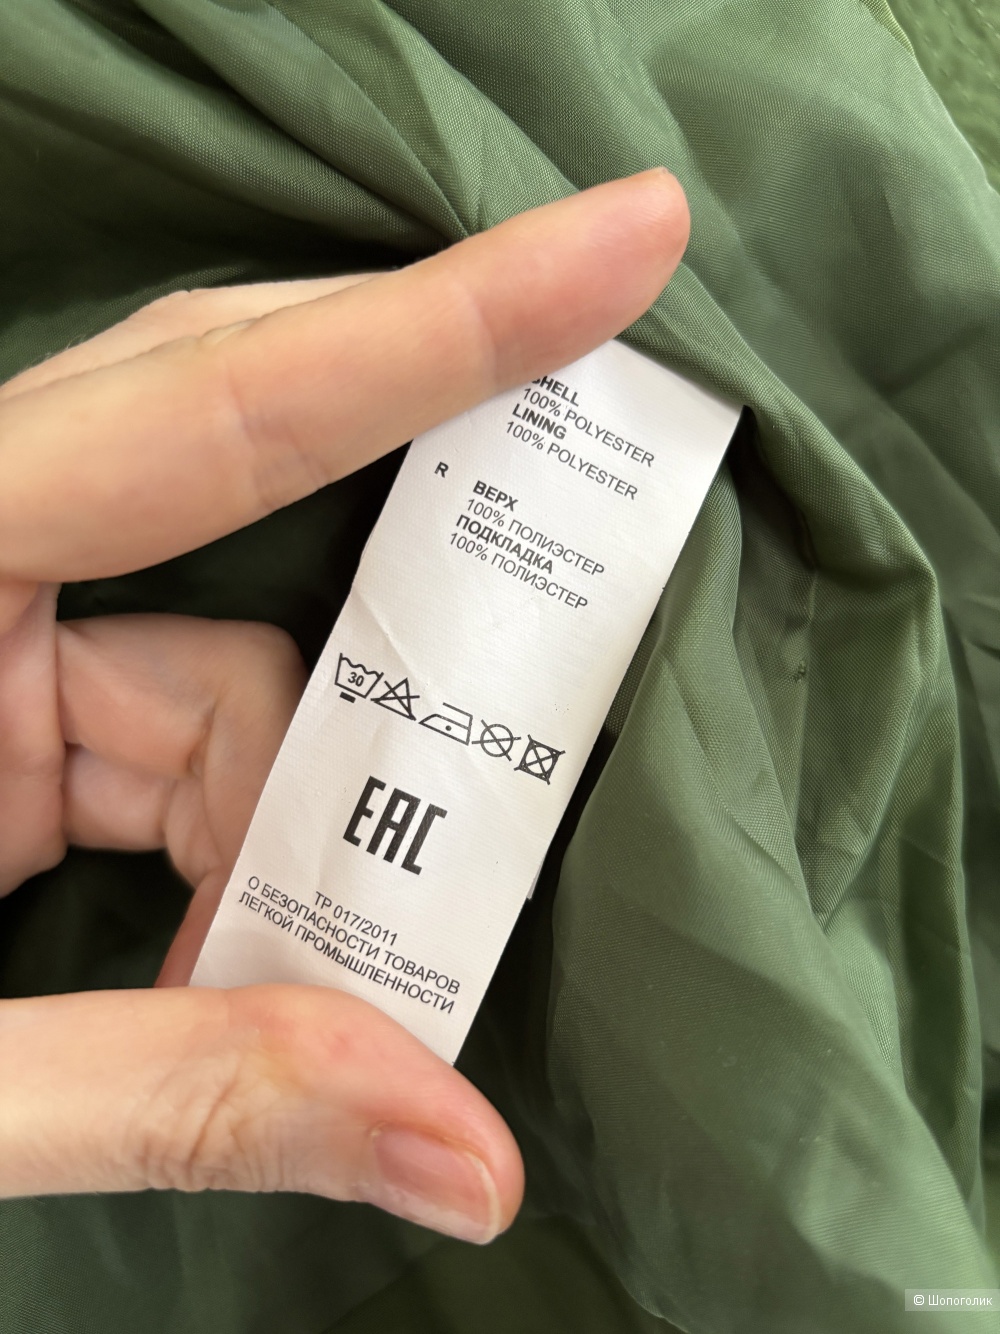 SHELL
100% POLYESTER
LINING
100% POLYESTER
R
ВЕРХ
100% ПОЛИЭСТЕР
ПОДКЛАДКА
100% ПОЛИЭСТЕР
30
EAC
ТР 017/2011
О БЕЗОПАСНОСТИ ТОВАРОВ
ЛЕГКОЙ ПРОМЫШЛЕННОСТИ
© Шопоголик